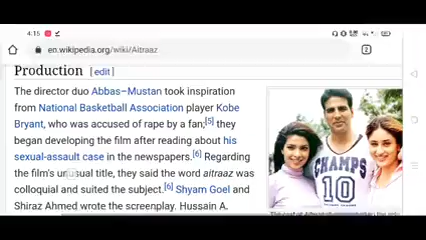 4:15
en.wikipedia.org/wiki/Aitraaz
2
Production [edit]
The director duo Abbas–Mustan took inspiration
from National Basketball Association player Kobe
Bryant, who was accused of rape by a fan;[5] they
began developing the film after reading about his
sexual-assault case in the newspapers.[6] Regarding
the film's unusual title, they said the word aitraaz was
colloquial and suited the subject.[6] Shyam Goel and
Shiraz Ahmed wrote the screenplay. Hussain A.
CHAMPS
10